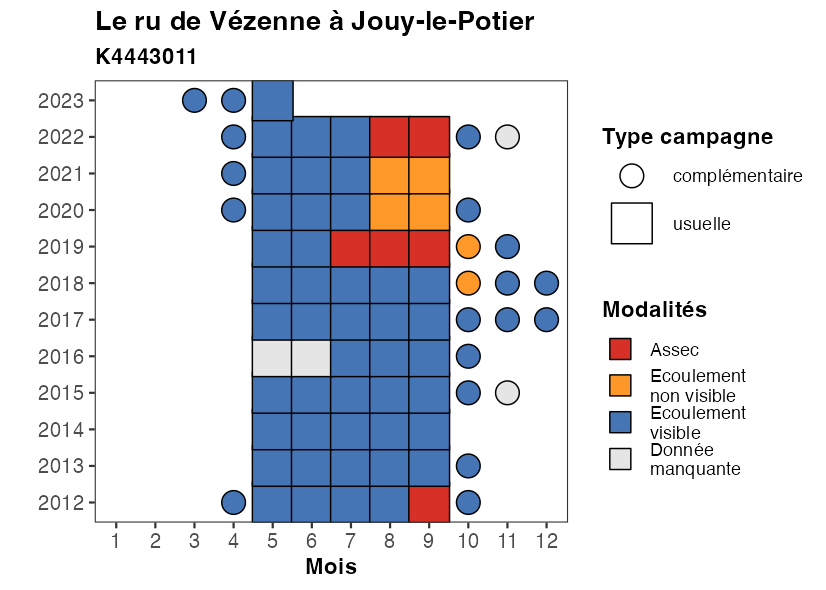 Le ru de Vézenne à Jouy-le-Potier
K4443011
2023
2022
2021
2020
2019
2018
2017
2016
2015
2014
2013
2012
1 2 3 4 5 6 7 8 9 10 11 12
Mois
Type campagne
complémentaire
usuelle
Modalités
Assec
Ecoulement
non visible
Ecoulement
visible
Donnée
manquante